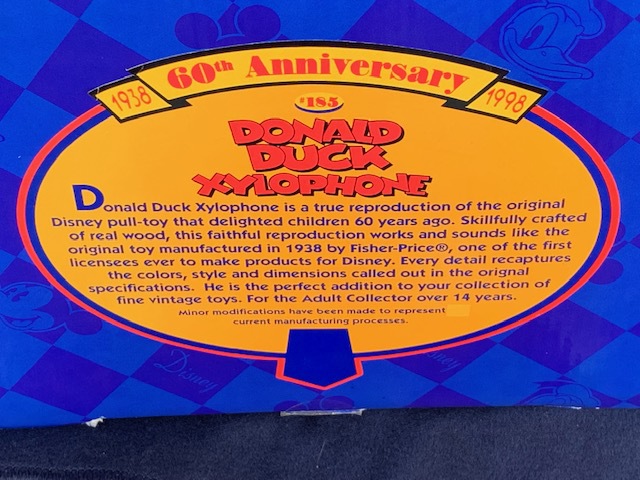 60th Anniversary
1938
1998
#185
DONALD
DUCK
XYLOPHONE
Donald Duck Xylophone is a true reproduction of the original
Disney pull-toy that delighted children 60 years ago. Skillfully crafted
of real wood, this faithful reproduction works and sounds like the
original toy manufactured in 1938 by Fisher-Price®, one of the first
licensees ever to make products for Disney. Every detail recaptures
the colors, style and dimensions called out in the orignal
specifications. He is the perfect addition to your collection of
fine vintage toys. For the Adult Collector over 14 years.
Minor modifications have been made to represent
current manufacturing processes.
Disney